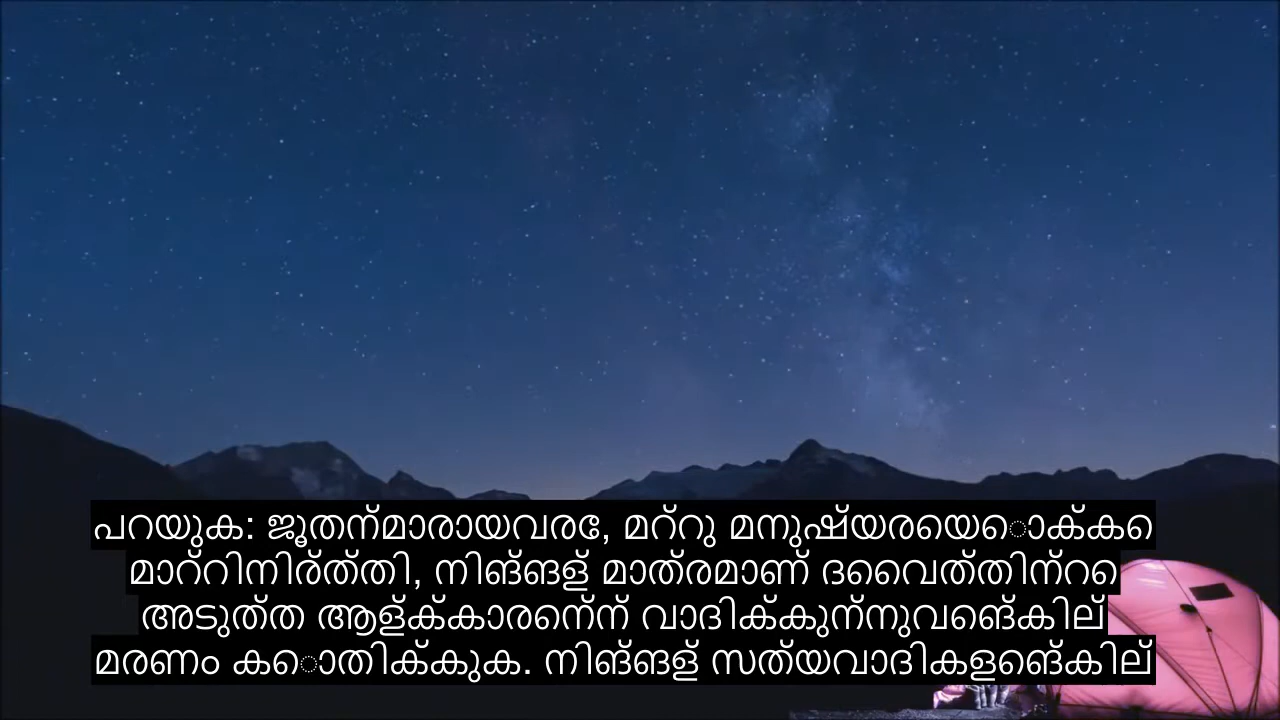 പറയുക: ജൂതന്മാരായവരേ, മറ്റു മനുഷ്യരെയൊക്കെ
മാറ്റിനിര്ത്തി, നിങ്ങള് മാത്രമാണ് ദൈവത്തിന്റെ
അടുത്ത ആള്ക്കാരെന്ന് വാദിക്കുന്നുവെങ്കില്
മരണം കൊതിക്കുക. നിങ്ങള് സത്യവാദികളെങ്കില്